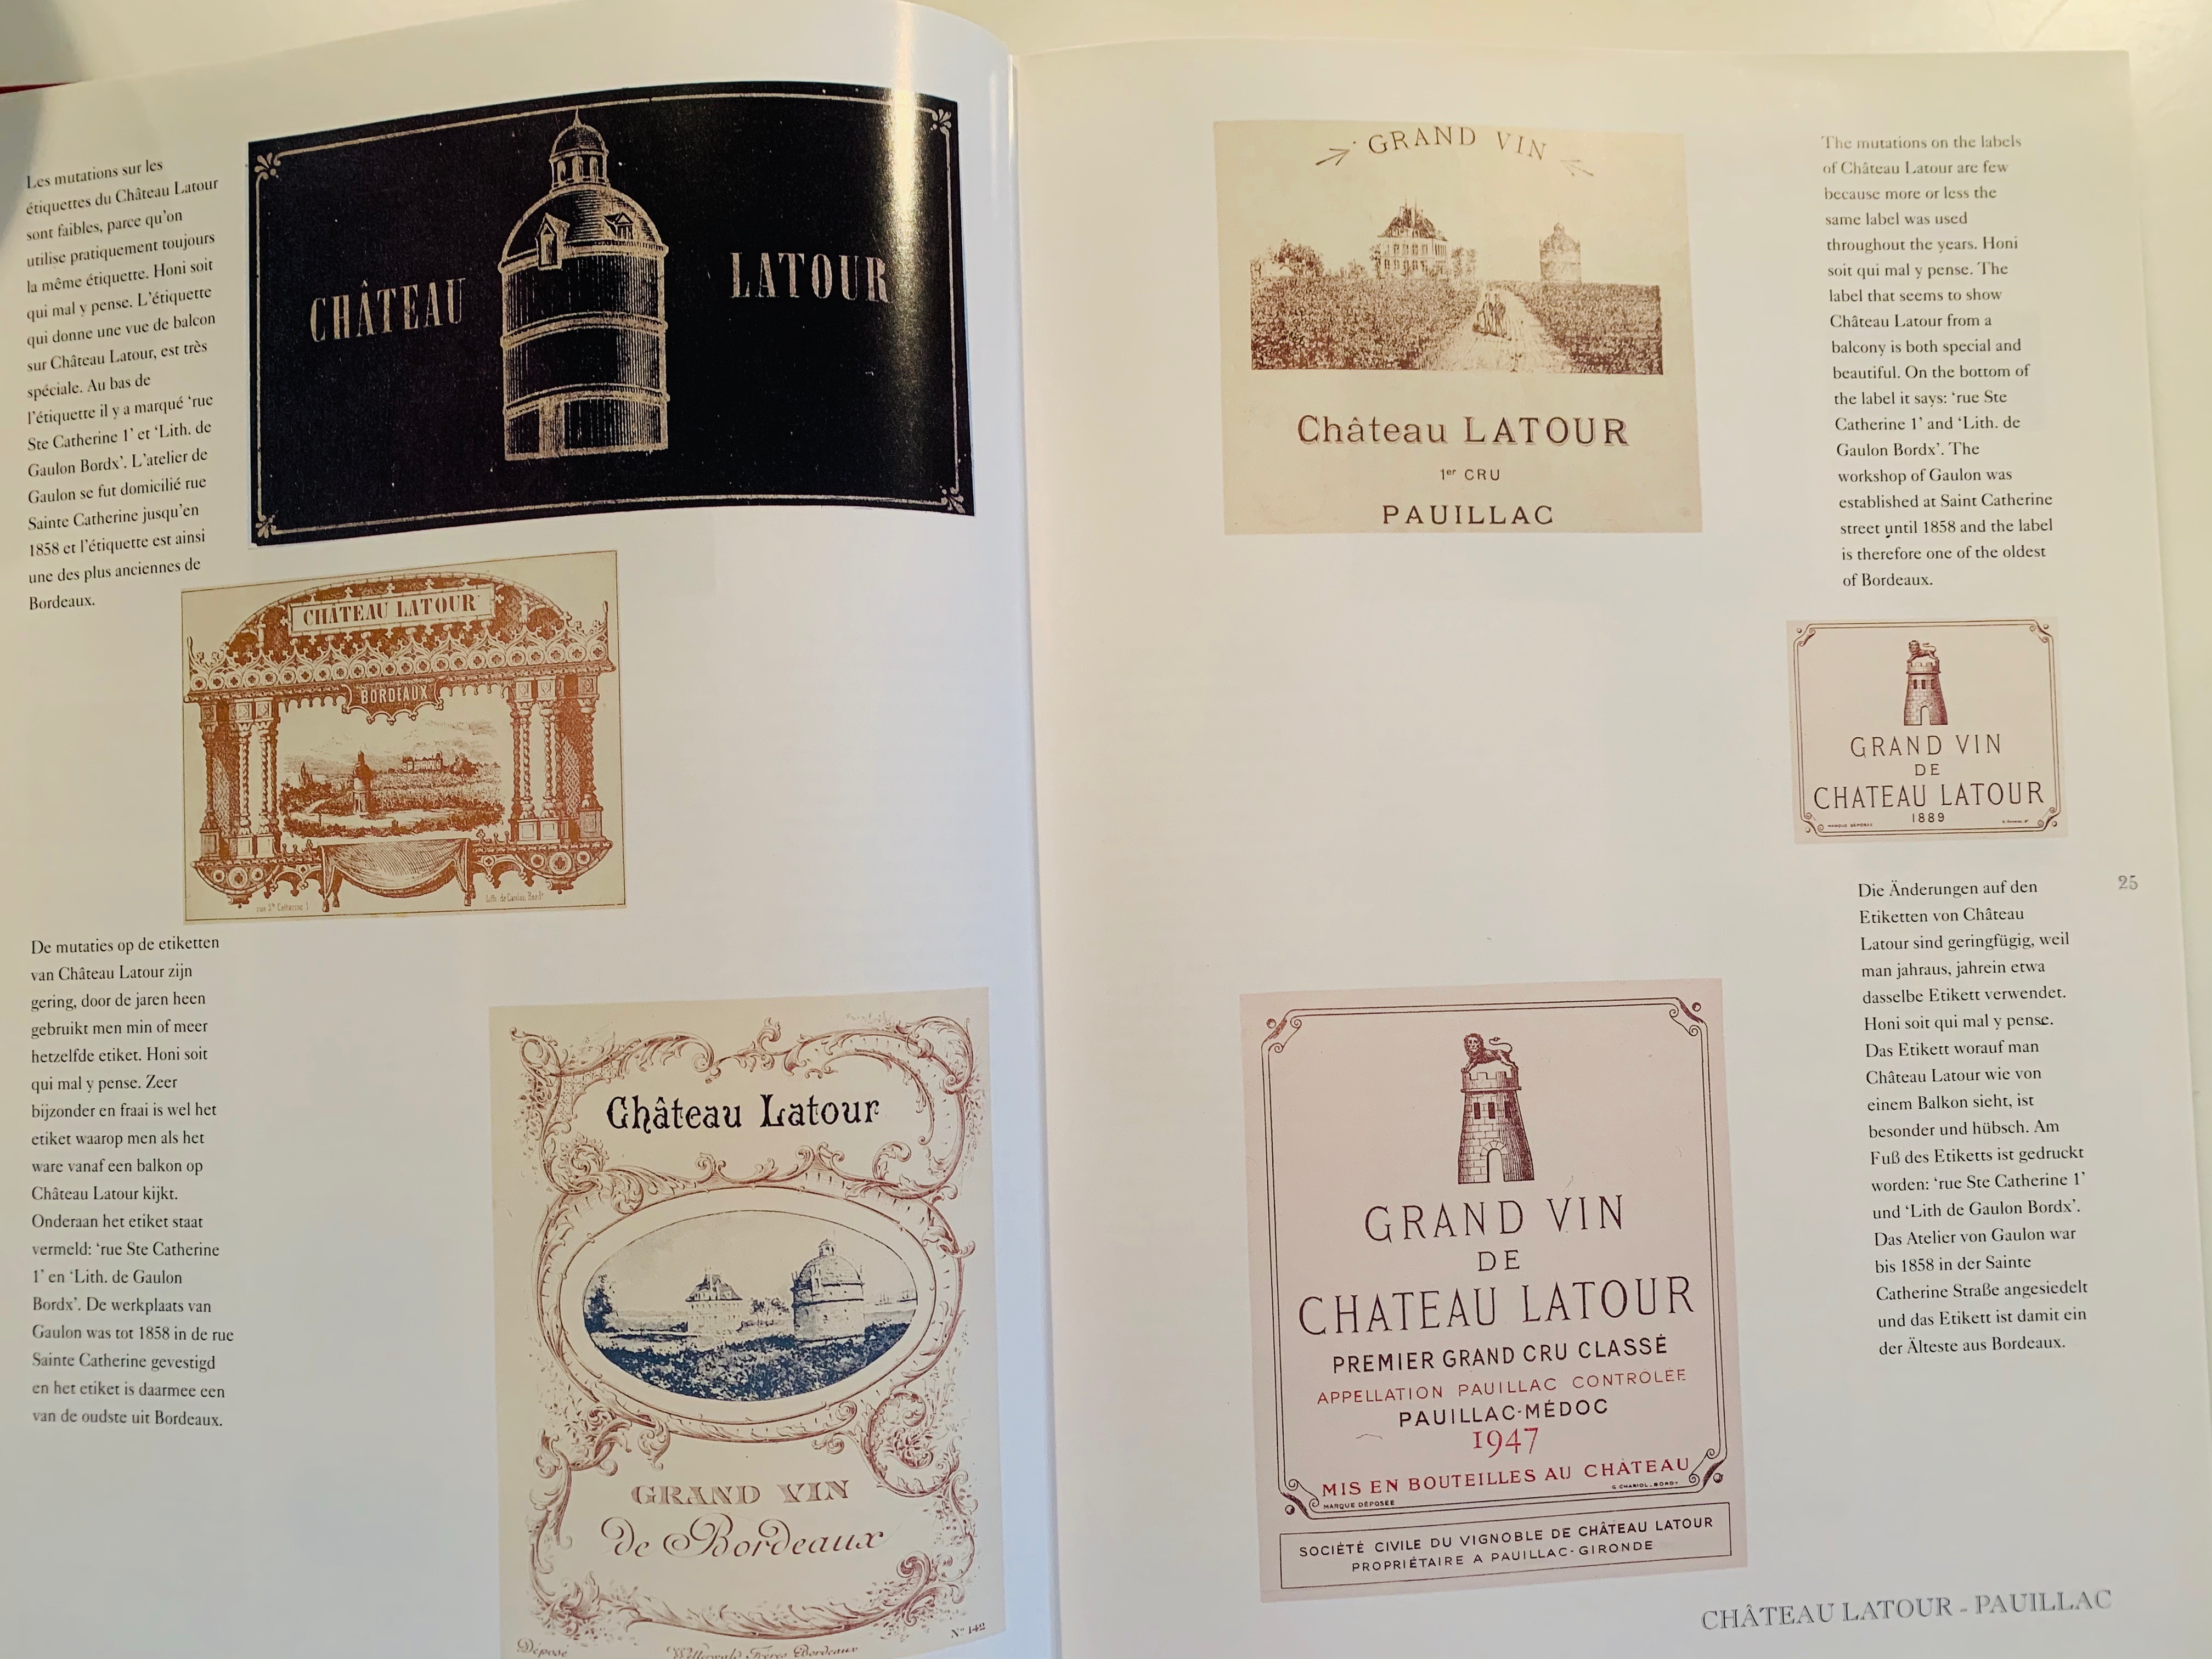 Les mutations sur les
étiquettes du Château Latour
sont faibles, parce qu'on
utilise pratiquement toujours
la même étiquette. Honi soit
qui mal y pense. L'étiquette
qui donne une vue de balcon
sur Château Latour, est très
spéciale. Au bas de
l'étiquette il y a marqué 'rue
Ste Catherine 1' et 'Lith. de
Gaulon Bordx'. L'atelier de
Gaulon se fut domicilié rue
Sainte Catherine jusqu'en
1858 et l'étiquette est ainsi
une des plus anciennes de
Bordeaux.
CHÂTEAU LATOUR
CHÂTEAU LATOUR
BORDEAUX
rue Ste Catherine 1
Lith. de Gaulon Bordx
De mutaties op de etiketten
van Château Latour zijn
gering, door de jaren heen
gebruikt men min of meer
hetzelfde etiket. Honi soit
qui mal y pense. Zeer
bijzonder en fraai is wel het
etiket waarop men als het
ware vanaf een balkon op
Château Latour kijkt.
Onderaan het etiket staat
vermeld: 'rue Ste Catherine
1' en 'Lith. de Gaulon
Bordx'. De werkplaats van
Gaulon was tot 1858 in de rue
Sainte Catherine gevestigd
en het etiket is daarmee een
van de oudste uit Bordeaux.
Château Latour
GRAND VIN
de Bordeaux
Déposé
Frères Bordeaux
No 142
GRAND VIN
Château LATOUR
1er CRU
PAUILLAC
The mutations on the labels
of Château Latour are few
because more or less the
same label was used
throughout the years. Honi
soit qui mal y pense. The
label that seems to show
Château Latour from a
balcony is both special and
beautiful. On the bottom of
the label it says: 'rue Ste
Catherine 1' and 'Lith. de
Gaulon Bordx'. The
workshop of Gaulon was
established at Saint Catherine
street until 1858 and the label
is therefore one of the oldest
of Bordeaux.
GRAND VIN
DE
CHATEAU LATOUR
1889
MARQUE DÉPOSÉE
25
Die Änderungen auf den
Etiketten von Château
Latour sind geringfügig, weil
man jahraus, jahrein etwa
dasselbe Etikett verwendet.
Honi soit qui mal y pense.
Das Etikett worauf man
Château Latour wie von
einem Balkon sieht, ist
besonder und hübsch. Am
Fuß des Etiketts ist gedruckt
worden: 'rue Ste Catherine 1'
und 'Lith de Gaulon Bordx'.
Das Atelier von Gaulon war
bis 1858 in der Sainte
Catherine Straße angesiedelt
und das Etikett ist damit ein
der Älteste aus Bordeaux.
GRAND VIN
DE
CHATEAU LATOUR
PREMIER GRAND CRU CLASSÉ
APPELLATION PAUILLAC CONTROLÉE
PAUILLAC-MÉDOC
1947
MIS EN BOUTEILLES AU CHÂTEAU
MARQUE DÉPOSÉE
G. CHARIOL. BORDX
SOCIÉTÉ CIVILE DU VIGNOBLE DE CHÂTEAU LATOUR
PROPRIÉTAIRE A PAUILLAC-GIRONDE
CHÂTEAU LATOUR - PAUILLAC